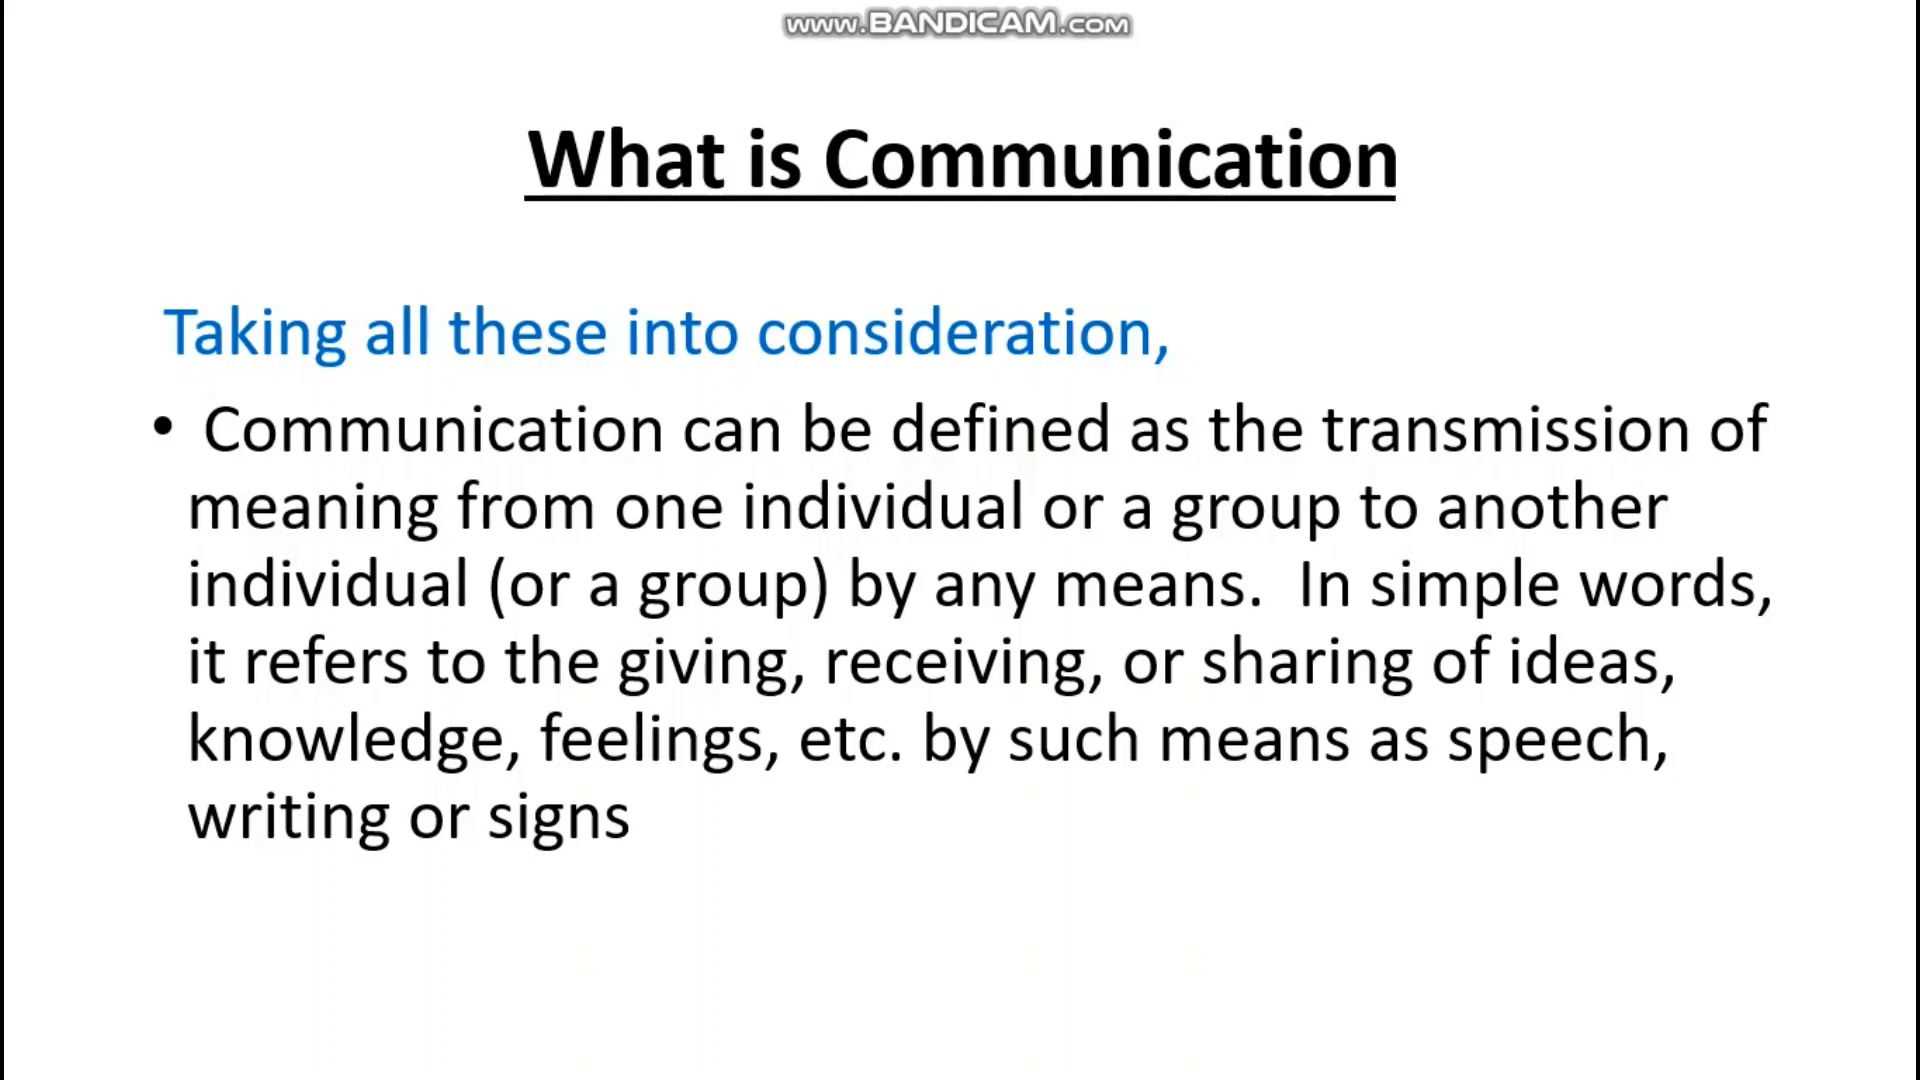 www.BANDICAM.com
What is Communication
Taking all these into consideration,
• Communication can be defined as the transmission of
meaning from one individual or a group to another
individual (or a group) by any means.  In simple words,
it refers to the giving, receiving, or sharing of ideas,
knowledge, feelings, etc. by such means as speech,
writing or signs